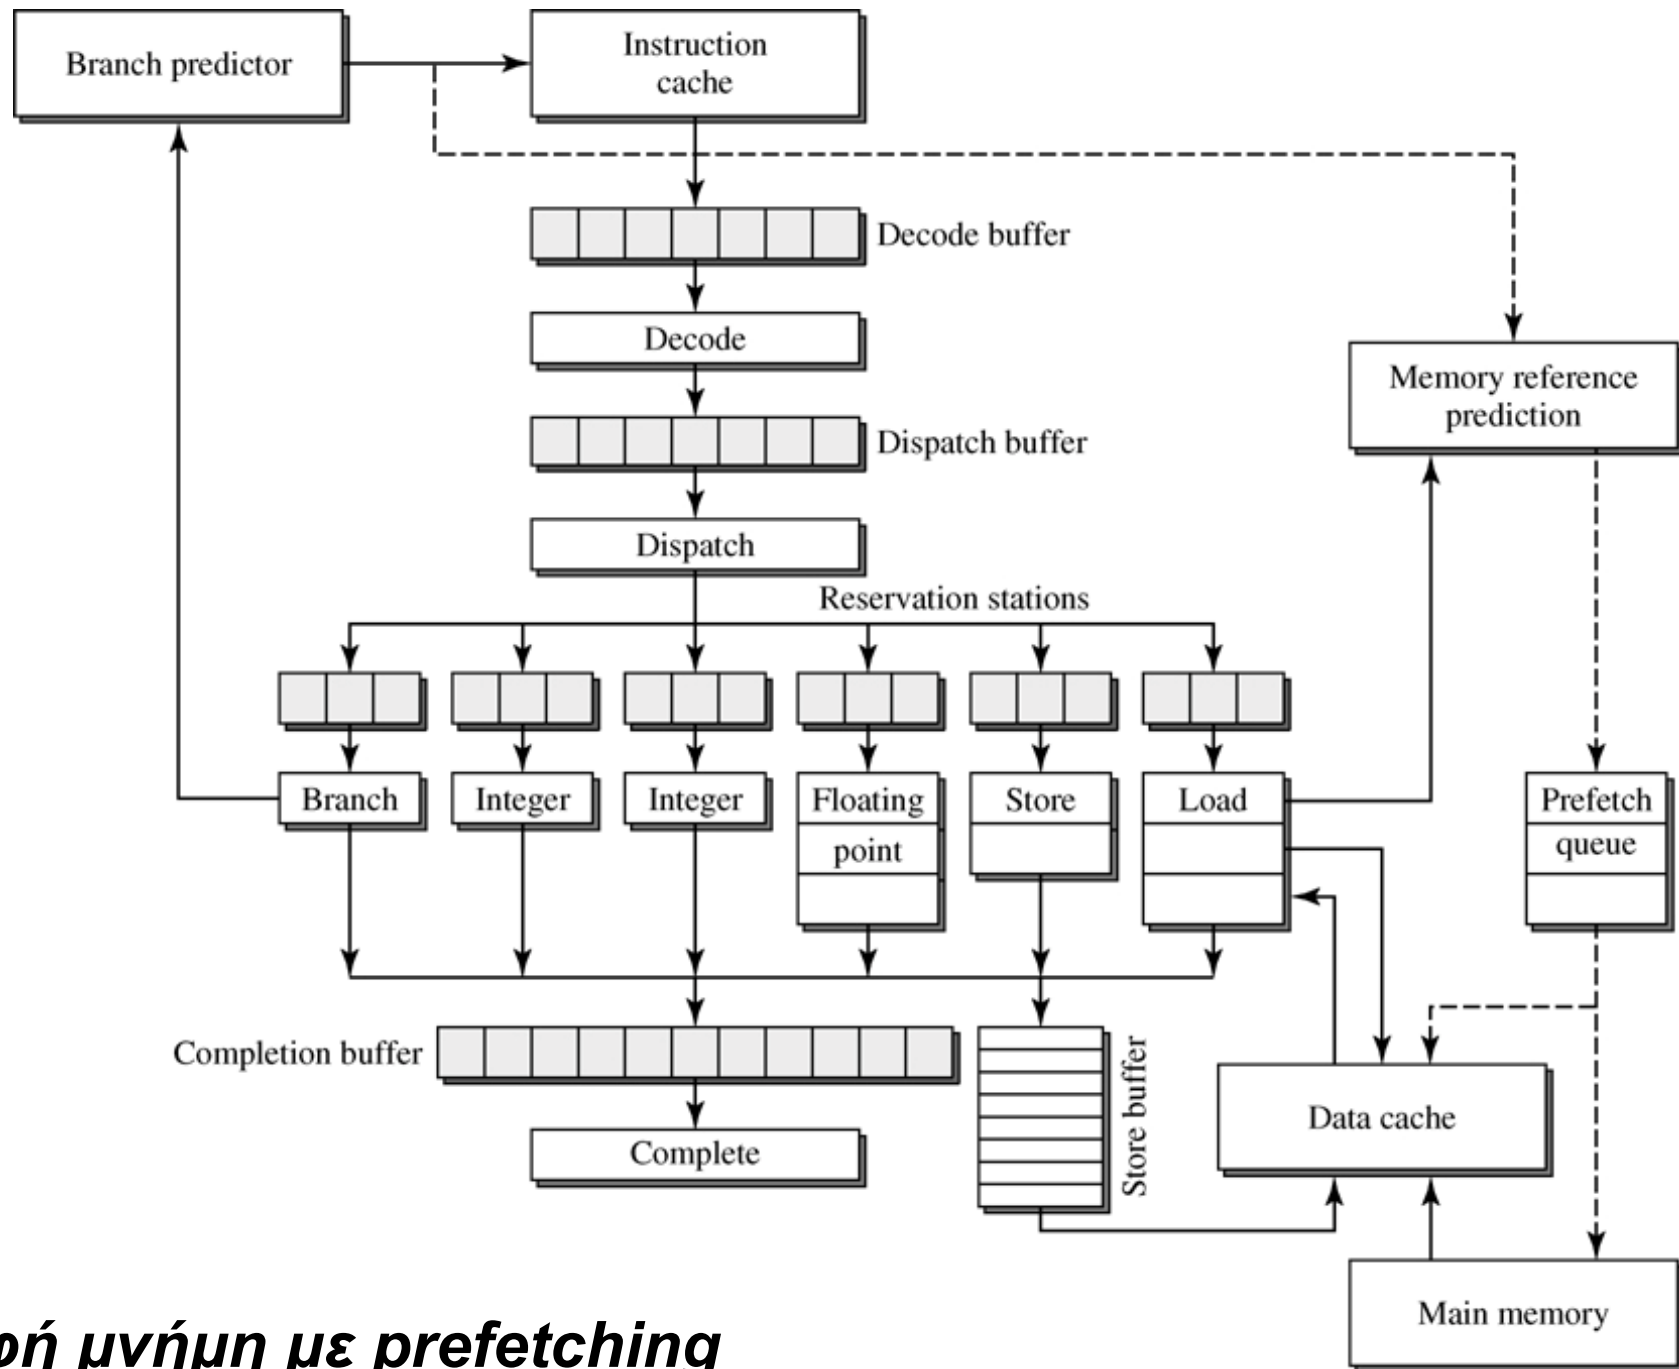 Branch predictor
Instruction
cache
Decode buffer
Decode
Memory reference
prediction
Dispatch buffer
Dispatch
Reservation stations
Branch
Integer
Integer
Floating
point
Store
Load
Prefetch
queue
Completion buffer
Store buffer
Data cache
Complete
Main memory
μνήμη με prefetching